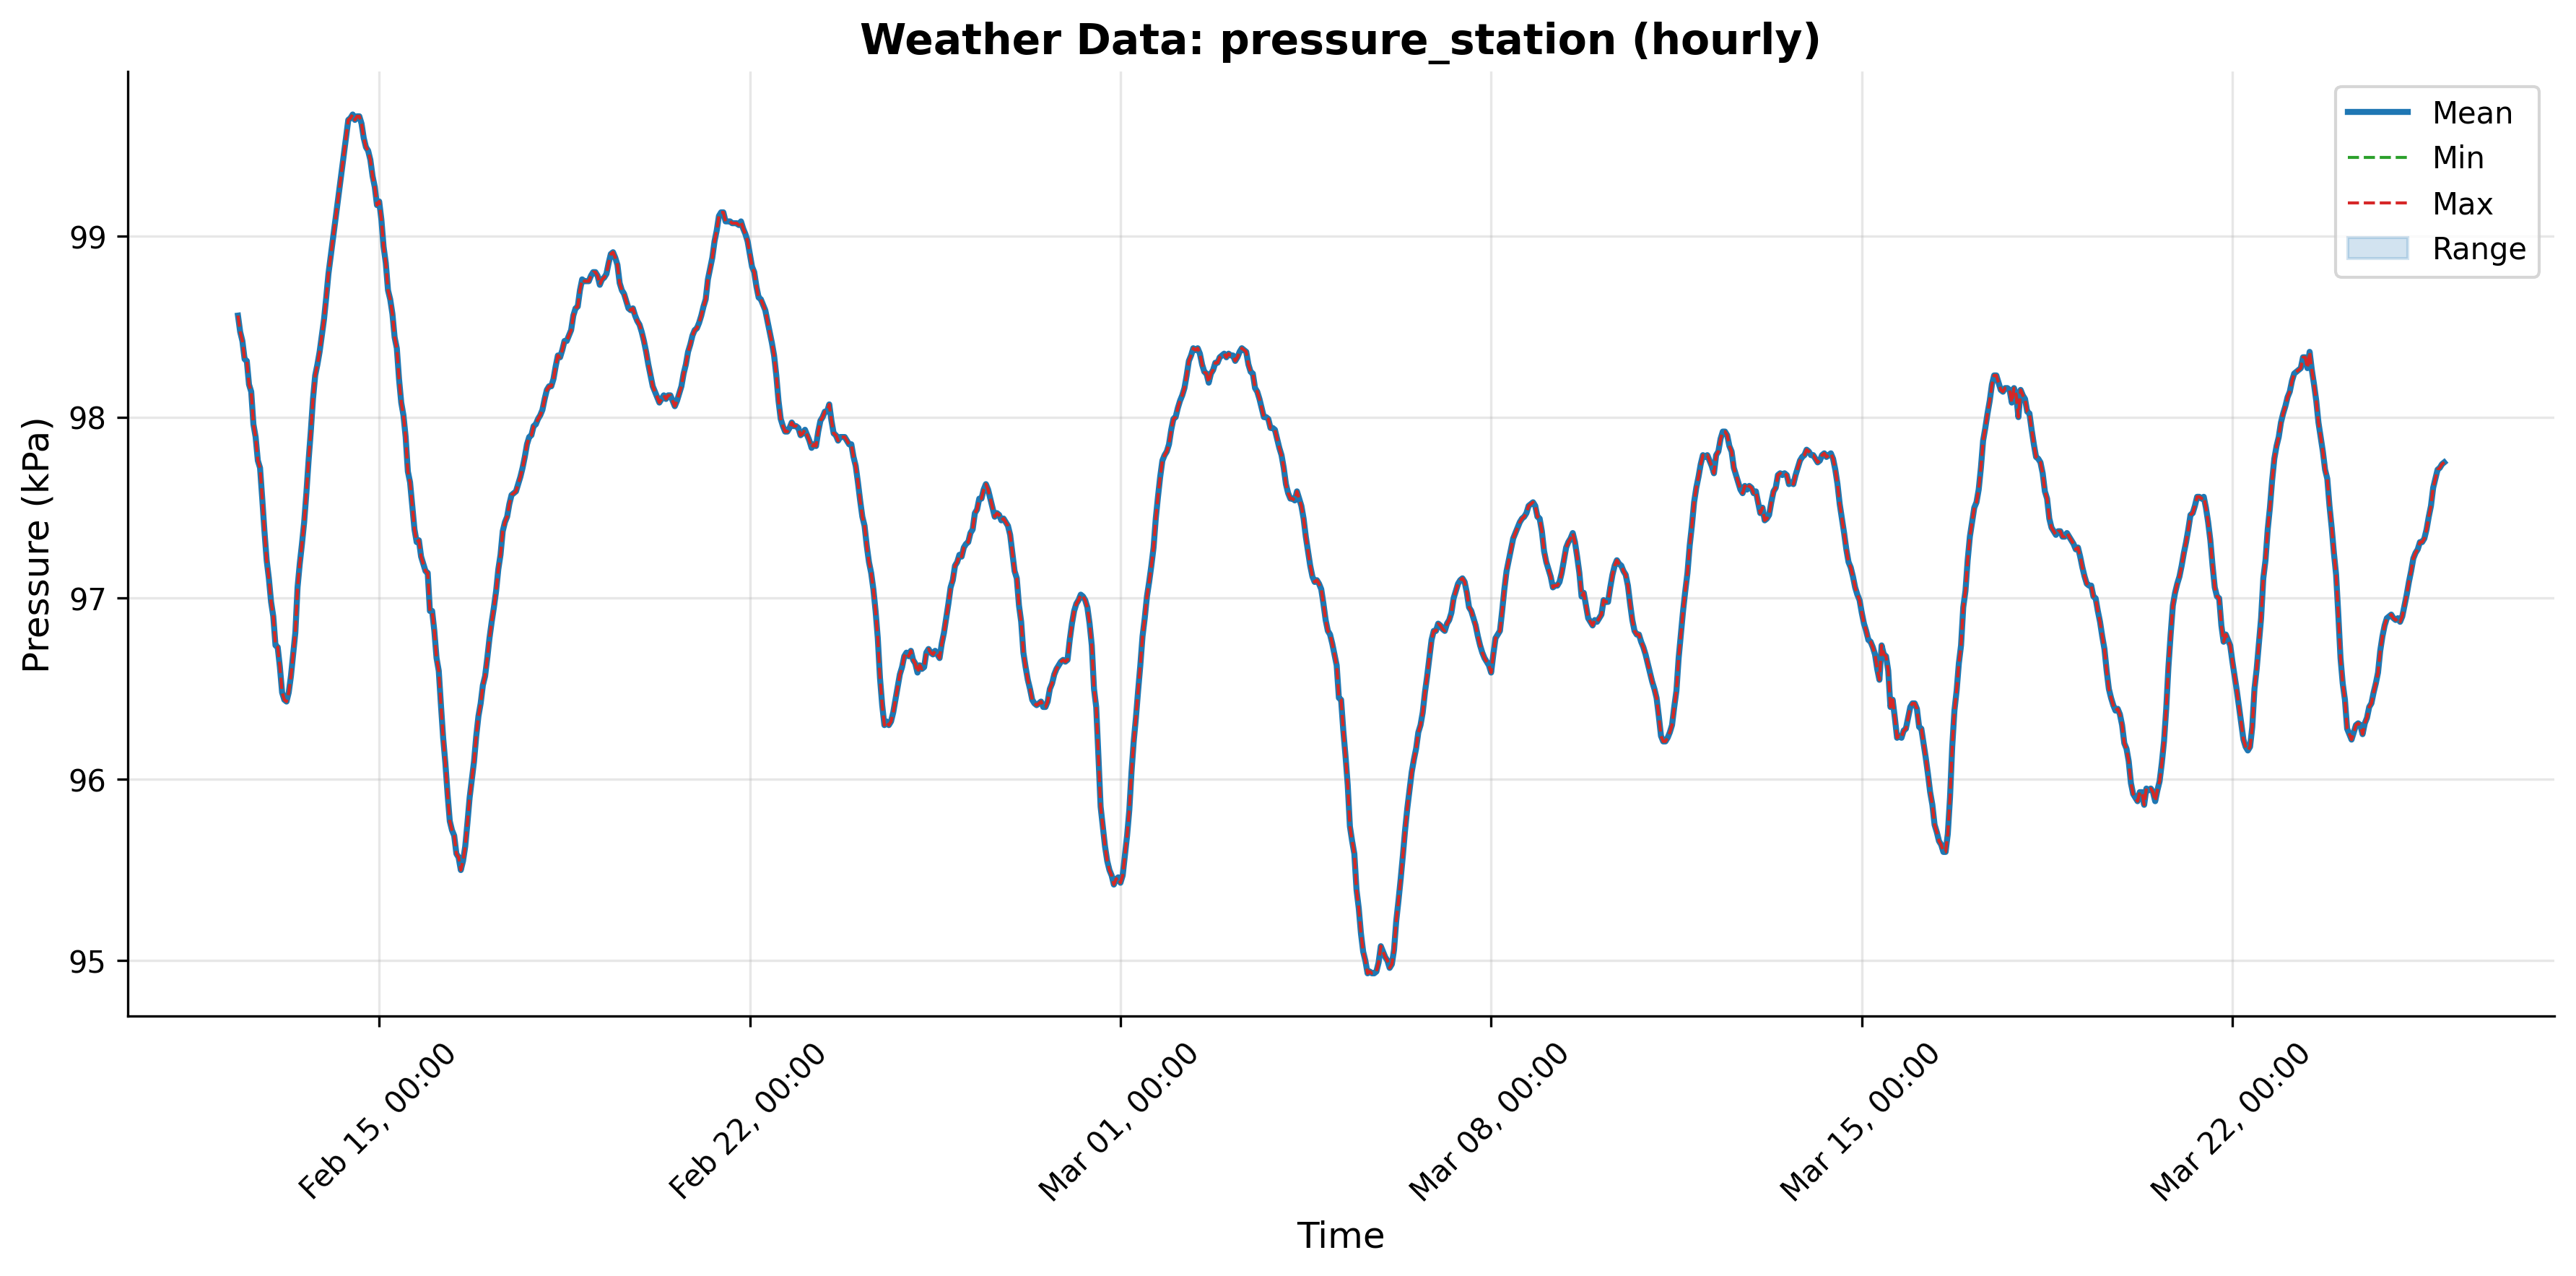 Weather Data: pressure_station (hourly)
Mean
Min
Max
Range
Pressure (kPa)
99
98
97
96
95
Feb 15, 00:00
Feb 22, 00:00
Mar 01, 00:00
Mar 08, 00:00
Mar 15, 00:00
Mar 22, 00:00
Time